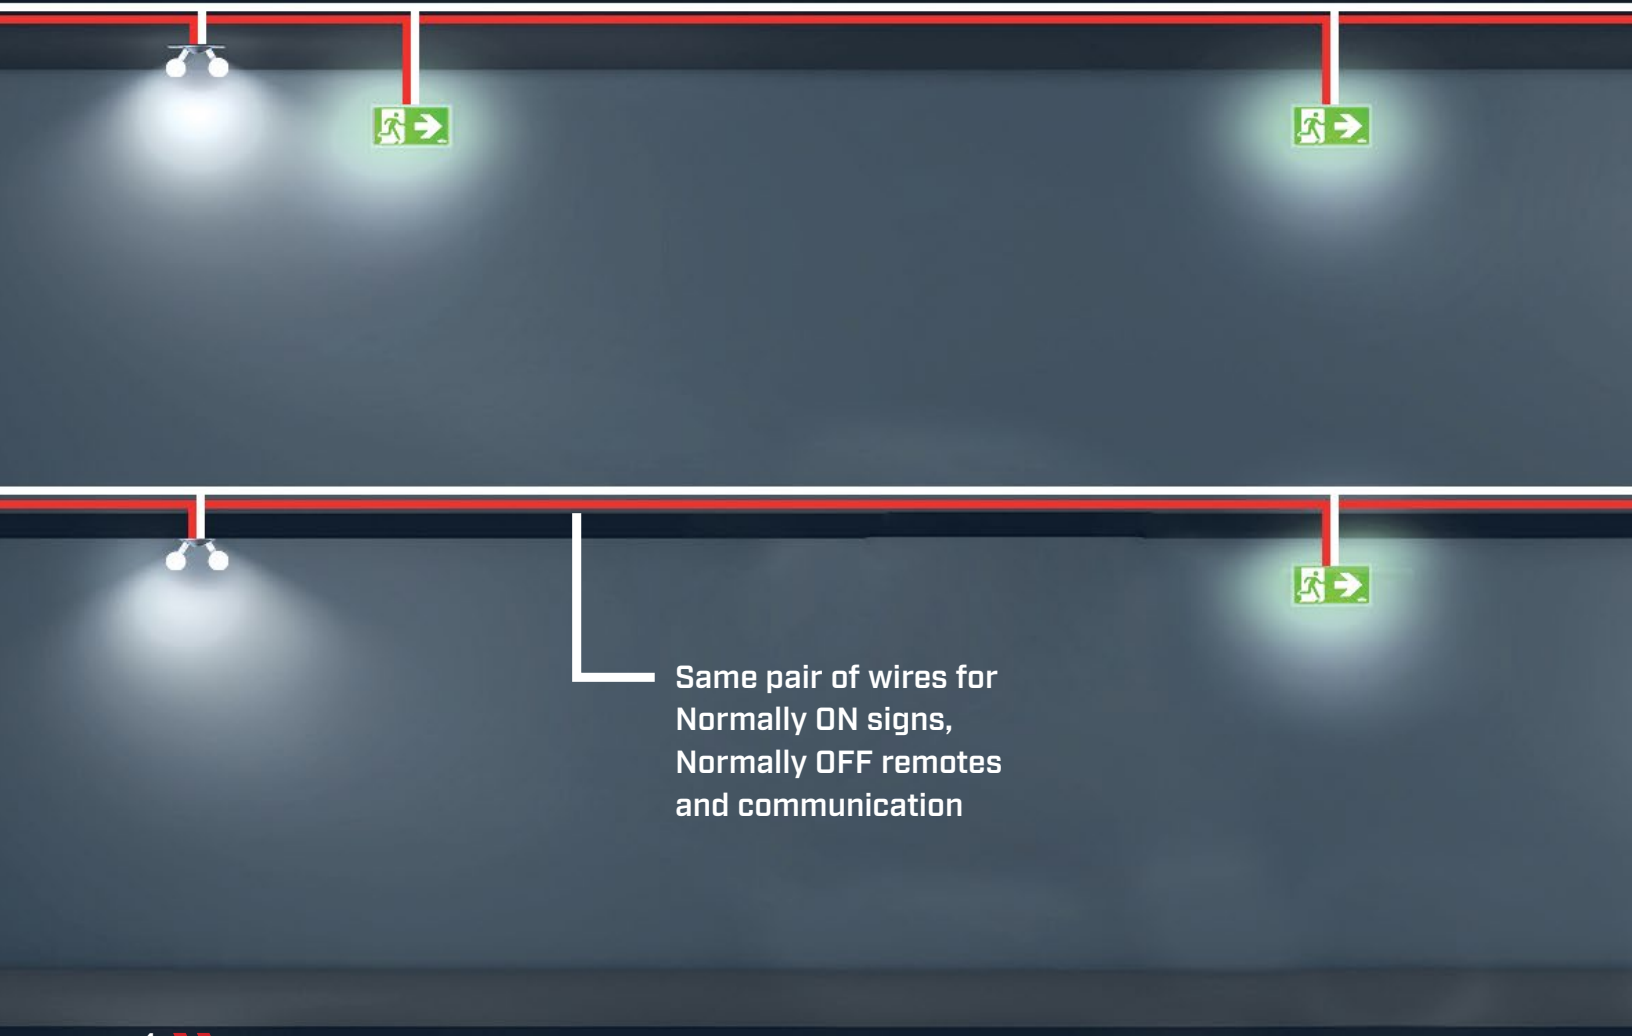 Same pair of wires for
Normally ON signs,
Normally OFF remotes
and communication